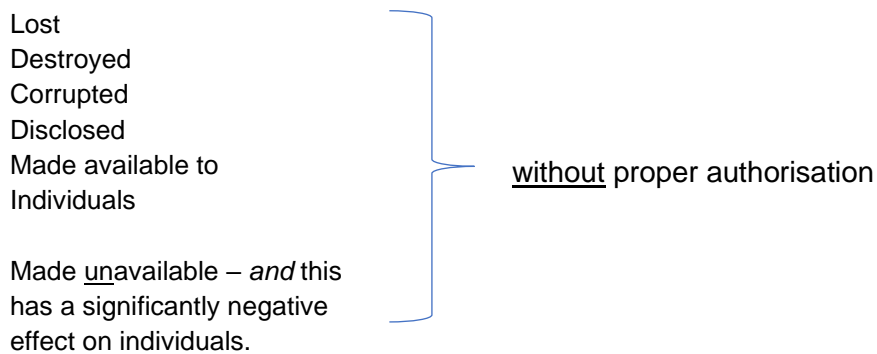 Lost
Destroyed
Corrupted
Disclosed
Made available to
Individuals
without proper authorisation
Made unavailable – and this
has a significantly negative
effect on individuals.